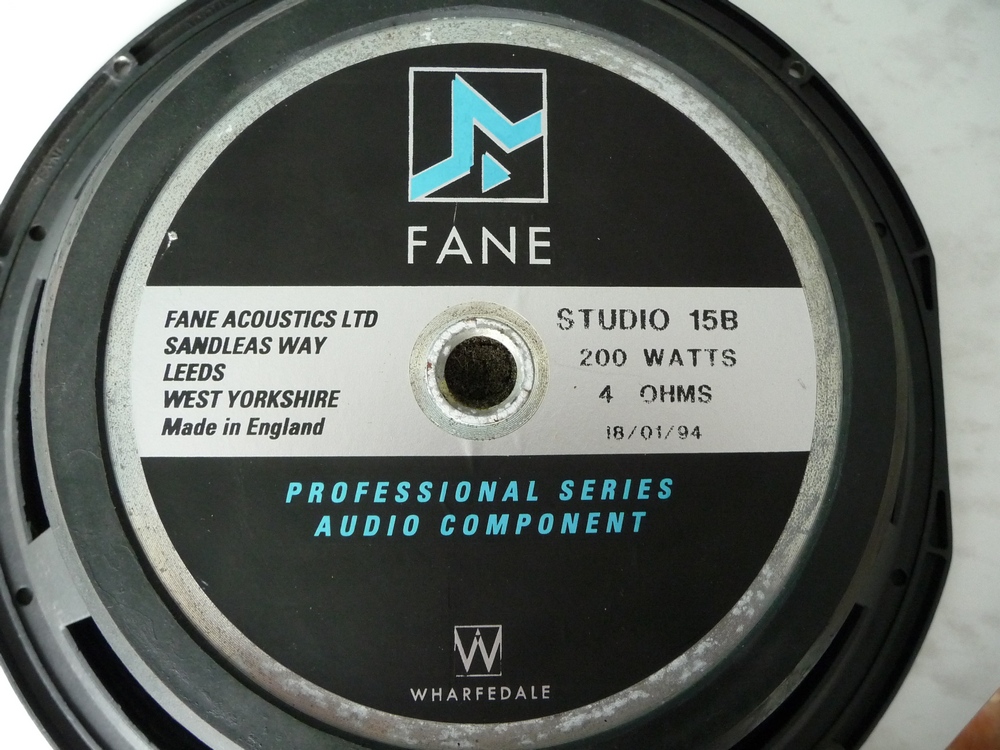 FANE
FANE ACOUSTICS LTD
SANDLEAS WAY
LEEDS
WEST YORKSHIRE
Made in England
STUDIO 15B
200 WATTS
4 OHMS
18/01/94
PROFESSIONAL SERIES
AUDIO COMPONENT
W
WHARFEDALE